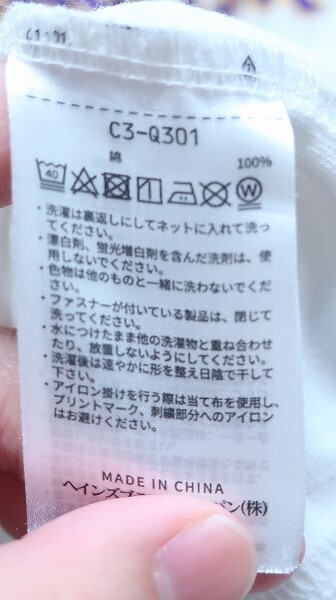 C3-Q301
綿 100%
40
W
・洗濯は裏返しにしてネットに入れて洗っ
てください。
・漂白剤、蛍光増白剤を含んだ洗剤は、使
用しないでください。
・色物は他のものと一緒に洗わないでくだ
さい。
・ファスナーが付いている製品は、閉じて
洗ってください。
・水につけたまま他の洗濯物と重ね合わせ
たり、放置しないようにしてください。
・洗濯後は速やかに形を整え日陰で干して
下さい。
・アイロン掛けを行う際は当て布を使用し、
プリントマーク、刺繍部分へのアイロン
はお避けください。
MADE IN CHINA
ヘインズブ パン(株)